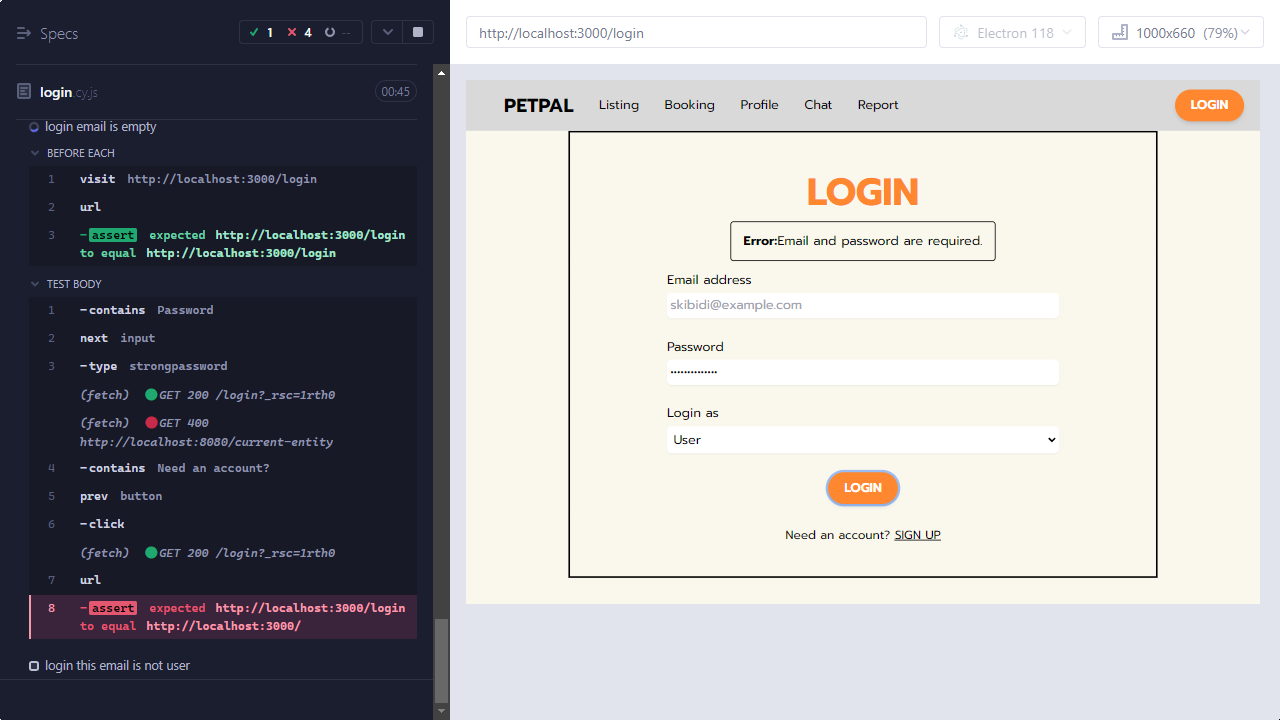 Specs
1
4
--
login.cy.js
00:45
login email is empty
BEFORE EACH
1 visit http://localhost:3000/login
2 url
3 -assert expected http://localhost:3000/login
to equal http://localhost:3000/login
TEST BODY
1 -contains Password
2 next input
3 -type strongpassword
(fetch) GET 200 /login?_rsc=1rth0
(fetch) GET 400
http://localhost:8080/current-entity
4 -contains Need an account?
5 prev button
6 -click
(fetch) GET 200 /login?_rsc=1rth0
7 url
8 -assert expected http://localhost:3000/login
to equal http://localhost:3000/
login this email is not user
http://localhost:3000/login
Electron 118
1000x660 (79%)
PETPAL Listing Booking Profile Chat Report LOGIN
LOGIN
Error:Email and password are required.
Email address
skibidi@example.com
Password
••••••••••••••
Login as
User
LOGIN
Need an account? SIGN UP